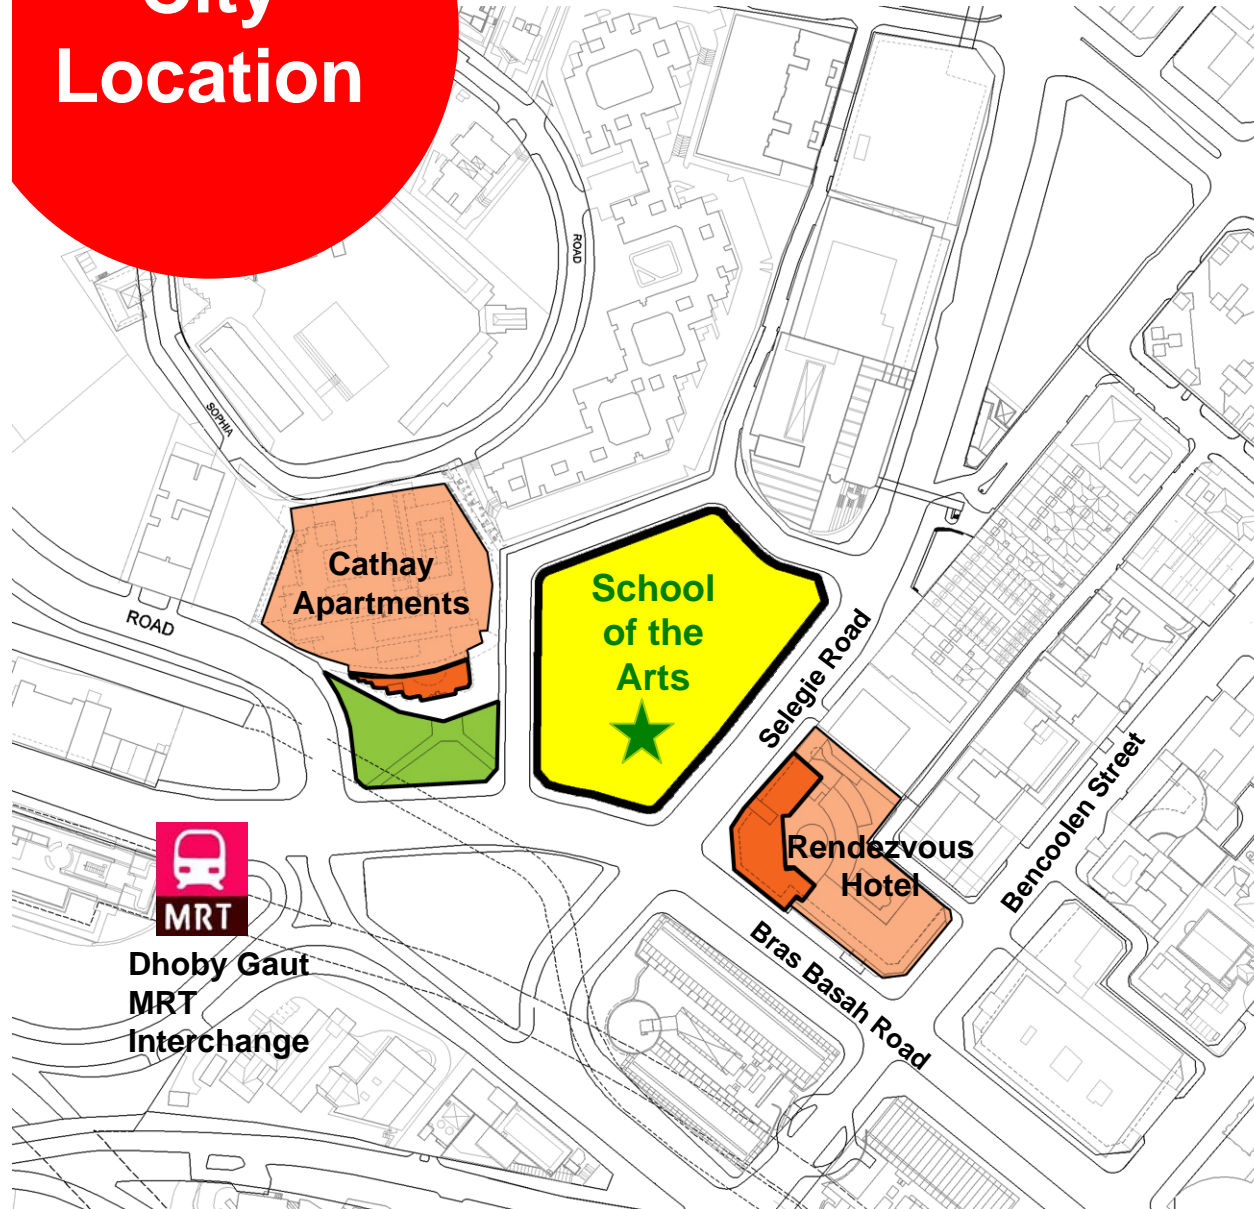 City
Location
ROAD
SOPHIA
Cathay
Apartments
ROAD
School
of the
Arts
Selegie Road
Rendezvous
Hotel
Bencoolen Street
Bras Basah Road
MRT
Dhoby Gaut
MRT
Interchange